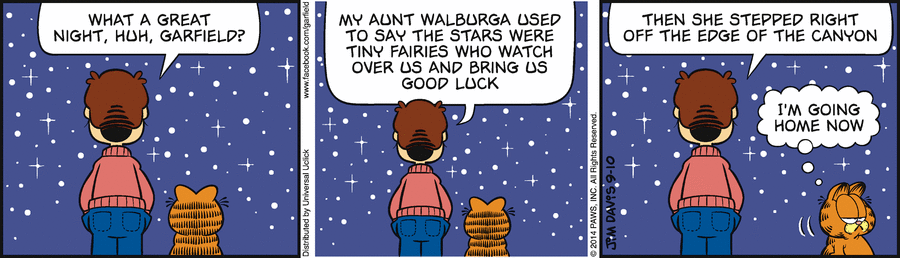 WHAT A GREAT
NIGHT, HUH, GARFIELD?
www.facebook.com/garfield
Distributed by Universal Uclick
MY AUNT WALBURGA USED
TO SAY THE STARS WERE
TINY FAIRIES WHO WATCH
OVER US AND BRING US
GOOD LUCK
© 2014 PAWS, INC. All Rights Reserved.
JIM DAVIS 9-10
THEN SHE STEPPED RIGHT
OFF THE EDGE OF THE CANYON
I'M GOING
HOME NOW